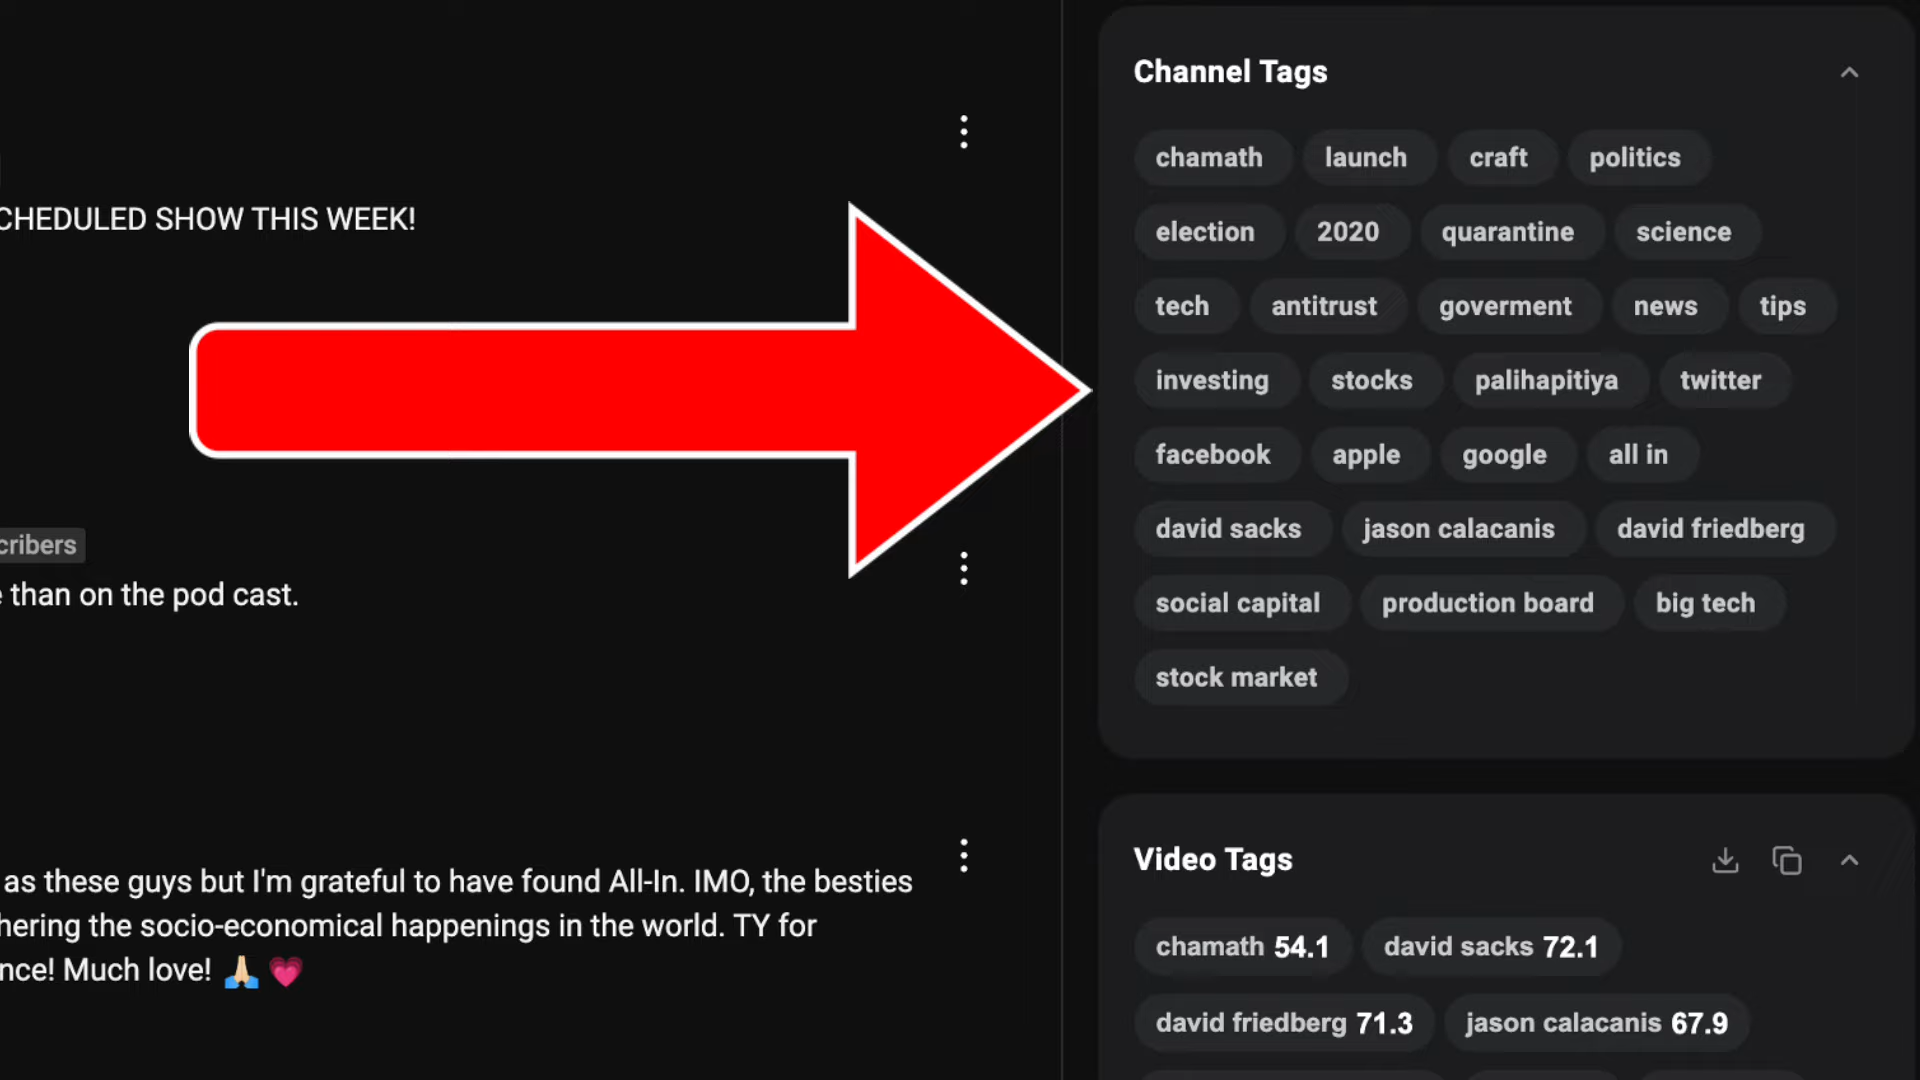 CHEDULED SHOW THIS WEEK!
cribers
than on the pod cast.
as these guys but I'm grateful to have found All-In. IMO, the besties
hering the socio-economical happenings in the world. TY for
nce! Much love! 🙏🏻 💗
Channel Tags
chamath launch craft politics
election 2020 quarantine science
tech antitrust goverment news tips
investing stocks palihapitiya twitter
facebook apple google all in
david sacks jason calacanis david friedberg
social capital production board big tech
stock market
Video Tags
chamath 54.1 david sacks 72.1
david friedberg 71.3 jason calacanis 67.9